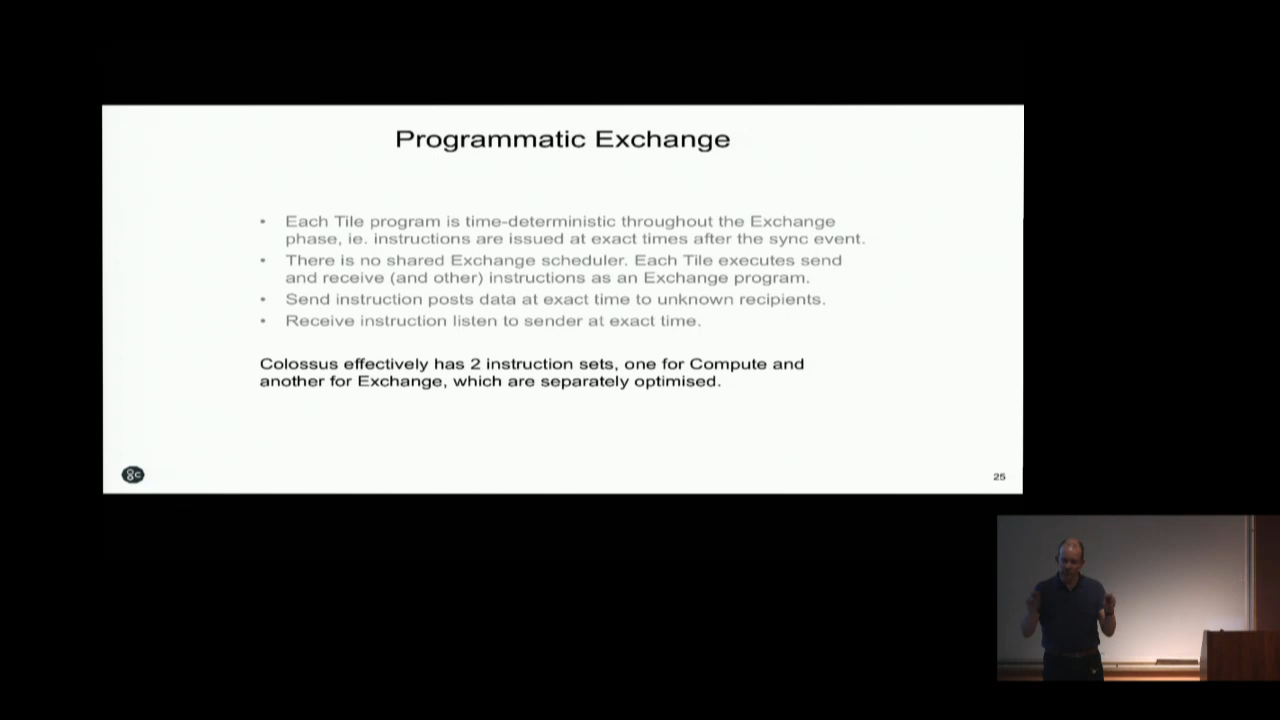 Programmatic Exchange
• Each Tile program is time-deterministic throughout the Exchange
phase, ie. instructions are issued at exact times after the sync event.
• There is no shared Exchange scheduler. Each Tile executes send
and receive (and other) instructions as an Exchange program.
• Send instruction posts data at exact time to unknown recipients.
• Receive instruction listen to sender at exact time.
Colossus effectively has 2 instruction sets, one for Compute and
another for Exchange, which are separately optimised.
gc
25